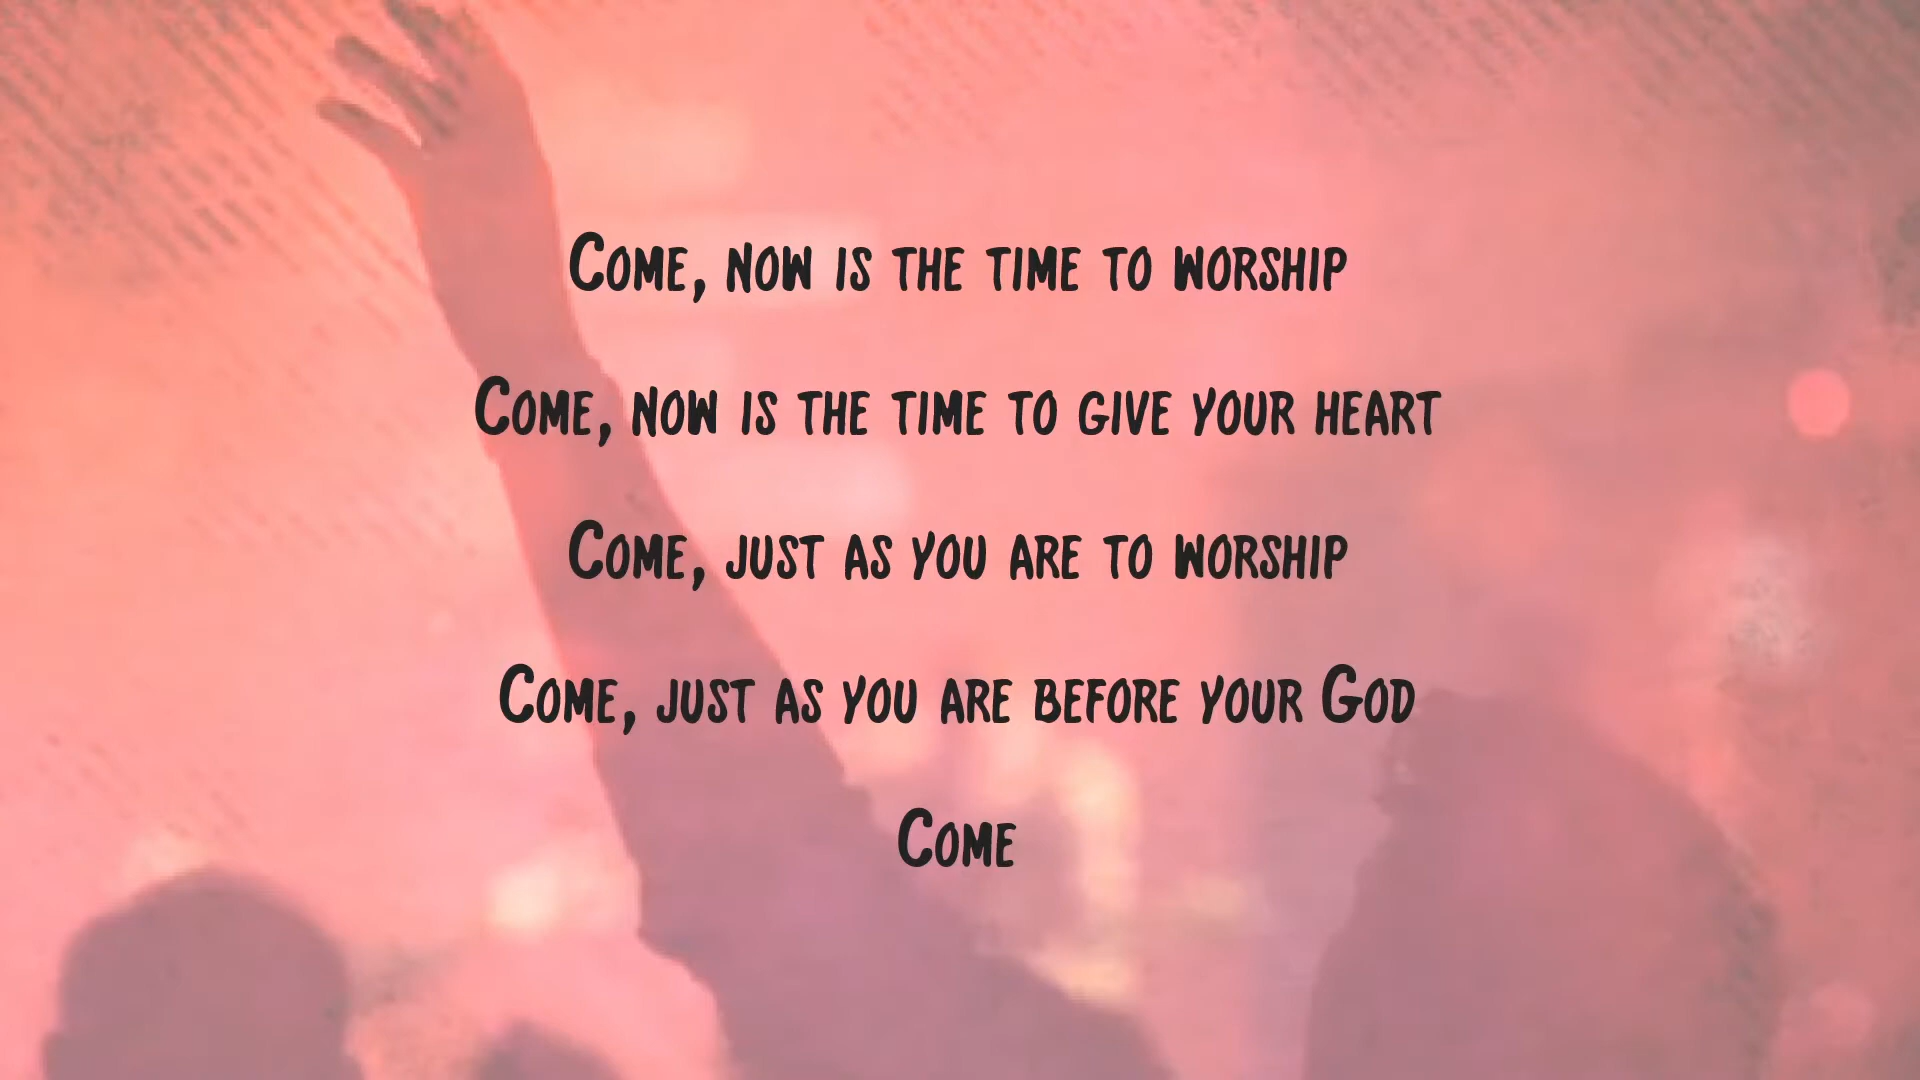 Come, now is the time to worship
Come, now is the time to give your heart
Come, just as you are to worship
Come, just as you are before your God
Come